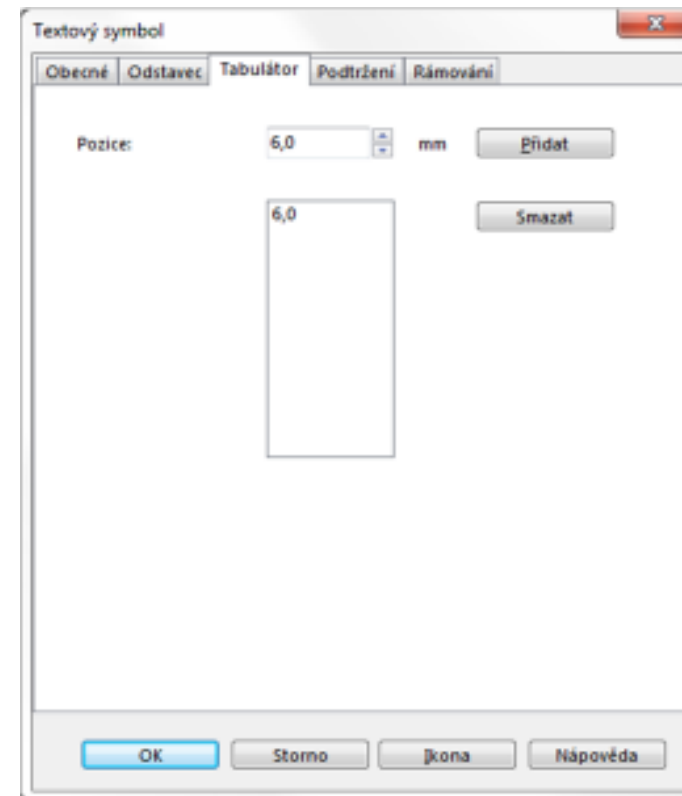 Textový symbol
Obecné Odstavec Tabulátor Podtržení Rámování
Pozice: 6,0 mm Přidat
6,0 Smazat
OK Storno Ikona Nápověda